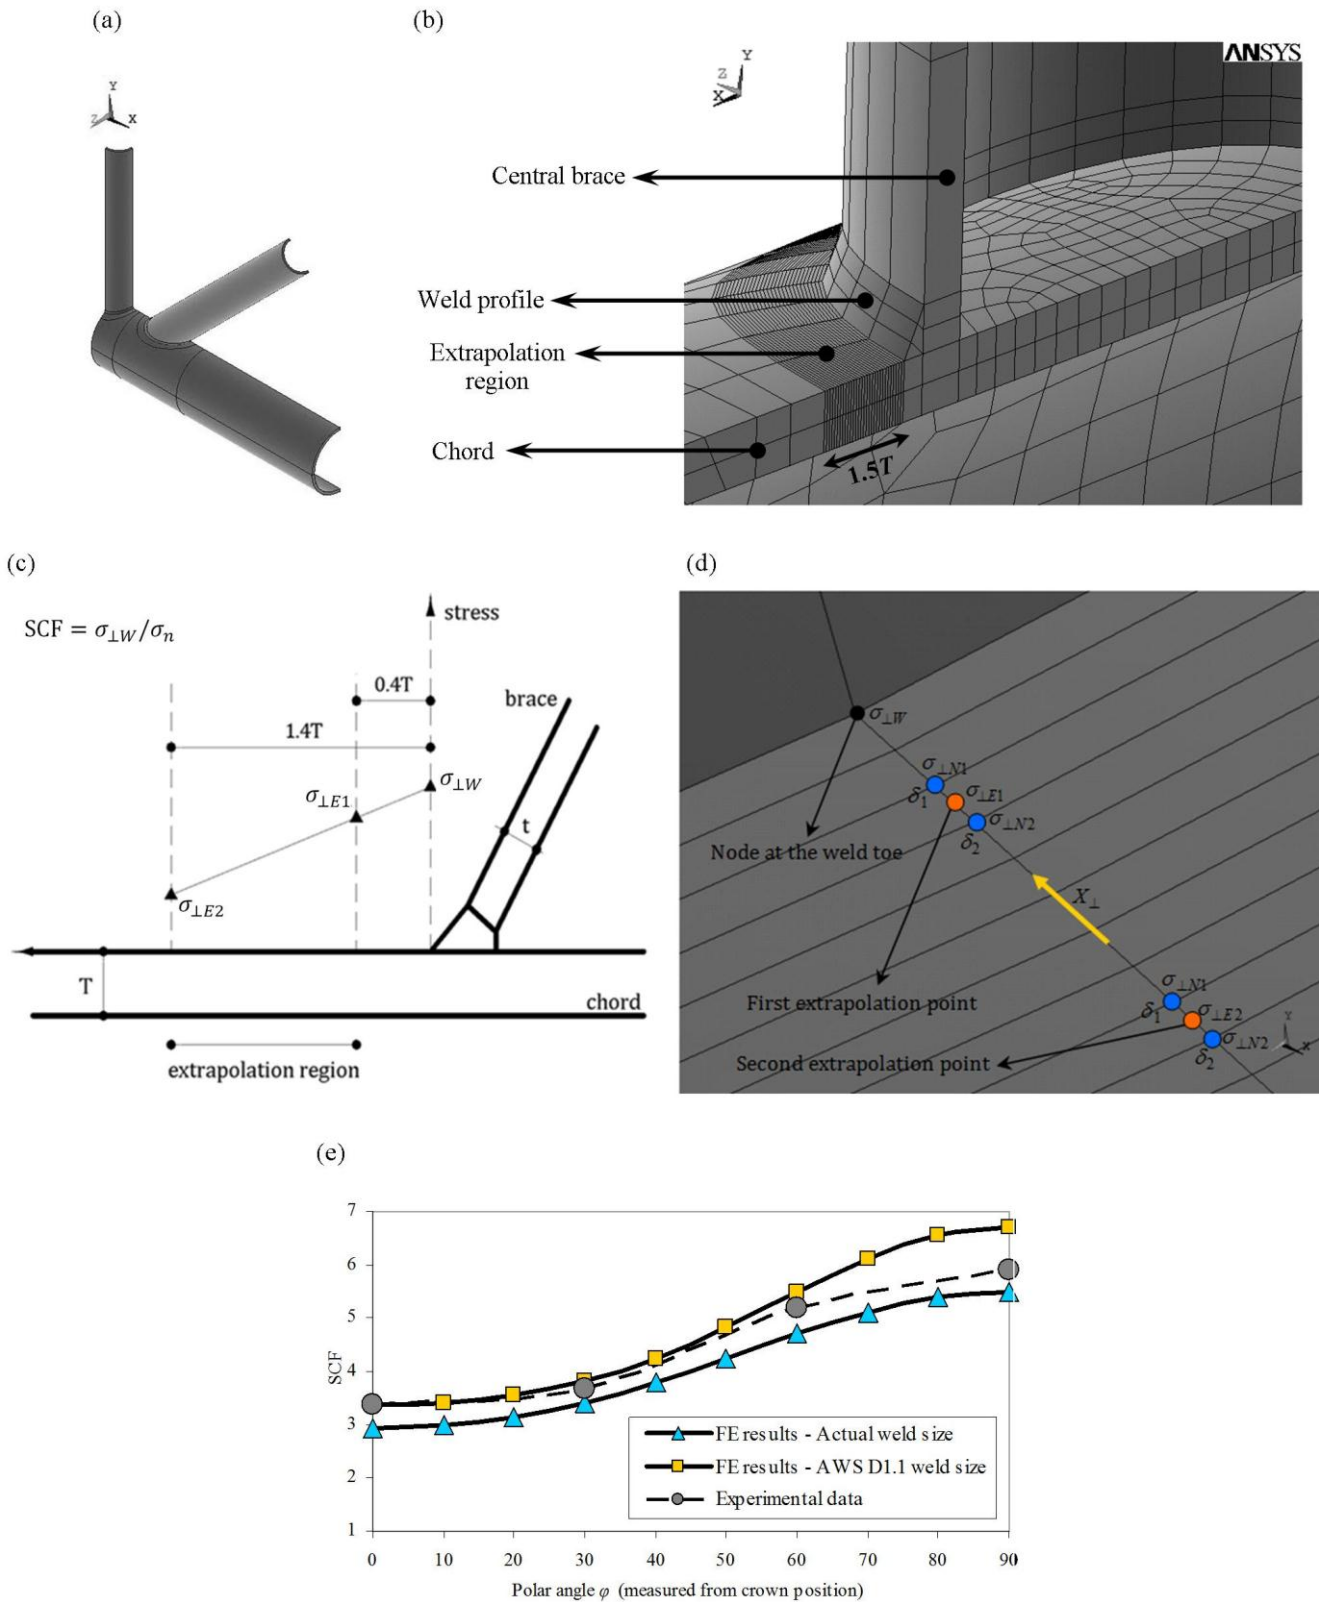 (a)
Y
Z
X
(b)
ANSYS
Y
Z
X
Central brace
Weld profile
Extrapolation
region
Chord
1.5T
(c)
SCF = σ⊥W/σn
stress
0.4T
brace
1.4T
σ⊥W
σ⊥E1
t
σ⊥E2
T
chord
extrapolation region
(d)
σ⊥W
σ⊥N1
δ1
σ⊥E1
σ⊥N2
δ2
Node at the weld toe
X⊥
First extrapolation point
σ⊥N1
δ1
σ⊥E2
σ⊥N2
δ2
Y
X
Second extrapolation point
(e)
7
6
5
4
3
2
1
SCF
FE results - Actual weld size
FE results - AWS D1.1 weld size
Experimental data
0 10 20 30 40 50 60 70 80 90
Polar angle φ (measured from crown position)